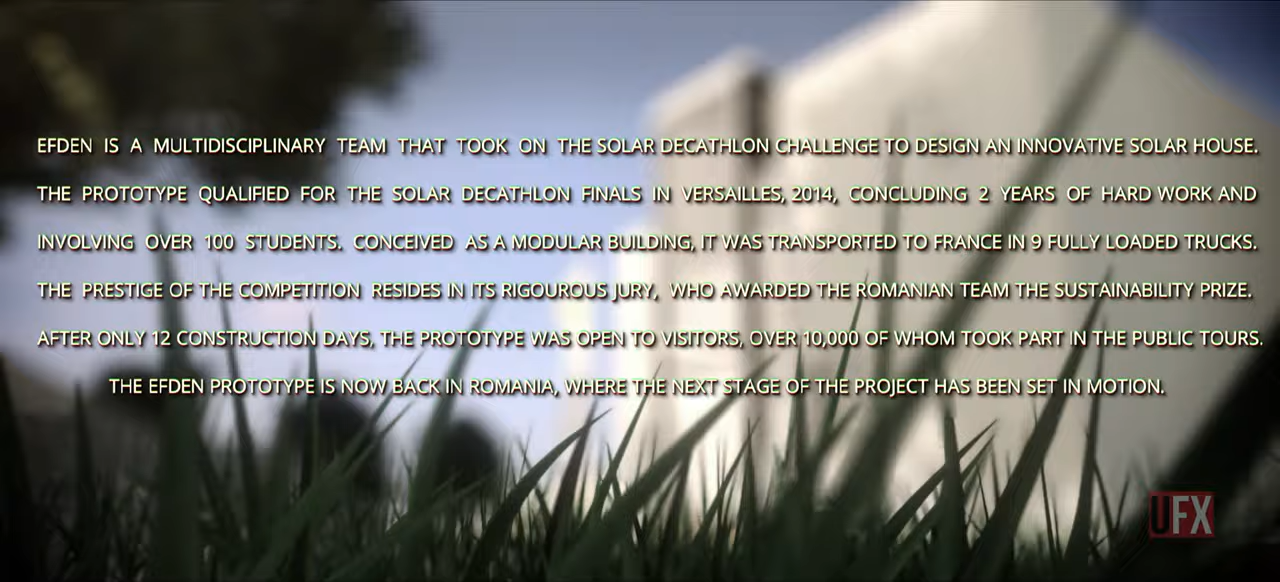 EFDEN IS A MULTIDISCIPLINARY TEAM THAT TOOK ON THE SOLAR DECATHLON CHALLENGE TO DESIGN AN INNOVATIVE SOLAR HOUSE.
THE PROTOTYPE QUALIFIED FOR THE SOLAR DECATHLON FINALS IN VERSAILLES, 2014, CONCLUDING 2 YEARS OF HARD WORK AND
INVOLVING OVER 100 STUDENTS. CONCEIVED AS A MODULAR BUILDING, IT WAS TRANSPORTED TO FRANCE IN 9 FULLY LOADED TRUCKS.
THE PRESTIGE OF THE COMPETITION RESIDES IN ITS RIGOUROUS JURY, WHO AWARDED THE ROMANIAN TEAM THE SUSTAINABILITY PRIZE.
AFTER ONLY 12 CONSTRUCTION DAYS, THE PROTOTYPE WAS OPEN TO VISITORS, OVER 10,000 OF WHOM TOOK PART IN THE PUBLIC TOURS.
THE EFDEN PROTOTYPE IS NOW BACK IN ROMANIA, WHERE THE NEXT STAGE OF THE PROJECT HAS BEEN SET IN MOTION.
UFX